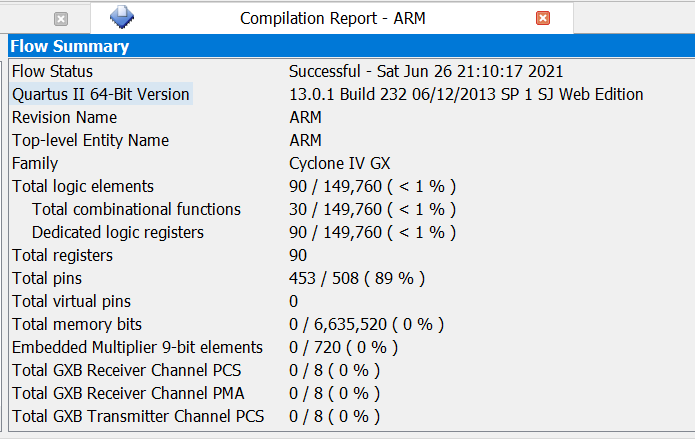 Compilation Report - ARM
Flow Summary
Flow Status Successful - Sat Jun 26 21:10:17 2021
Quartus II 64-Bit Version 13.0.1 Build 232 06/12/2013 SP 1 SJ Web Edition
Revision Name ARM
Top-level Entity Name ARM
Family Cyclone IV GX
Total logic elements 90 / 149,760 ( < 1 % )
Total combinational functions 30 / 149,760 ( < 1 % )
Dedicated logic registers 90 / 149,760 ( < 1 % )
Total registers 90
Total pins 453 / 508 ( 89 % )
Total virtual pins 0
Total memory bits 0 / 6,635,520 ( 0 % )
Embedded Multiplier 9-bit elements 0 / 720 ( 0 % )
Total GXB Receiver Channel PCS 0 / 8 ( 0 % )
Total GXB Receiver Channel PMA 0 / 8 ( 0 % )
Total GXB Transmitter Channel PCS 0 / 8 ( 0 % )